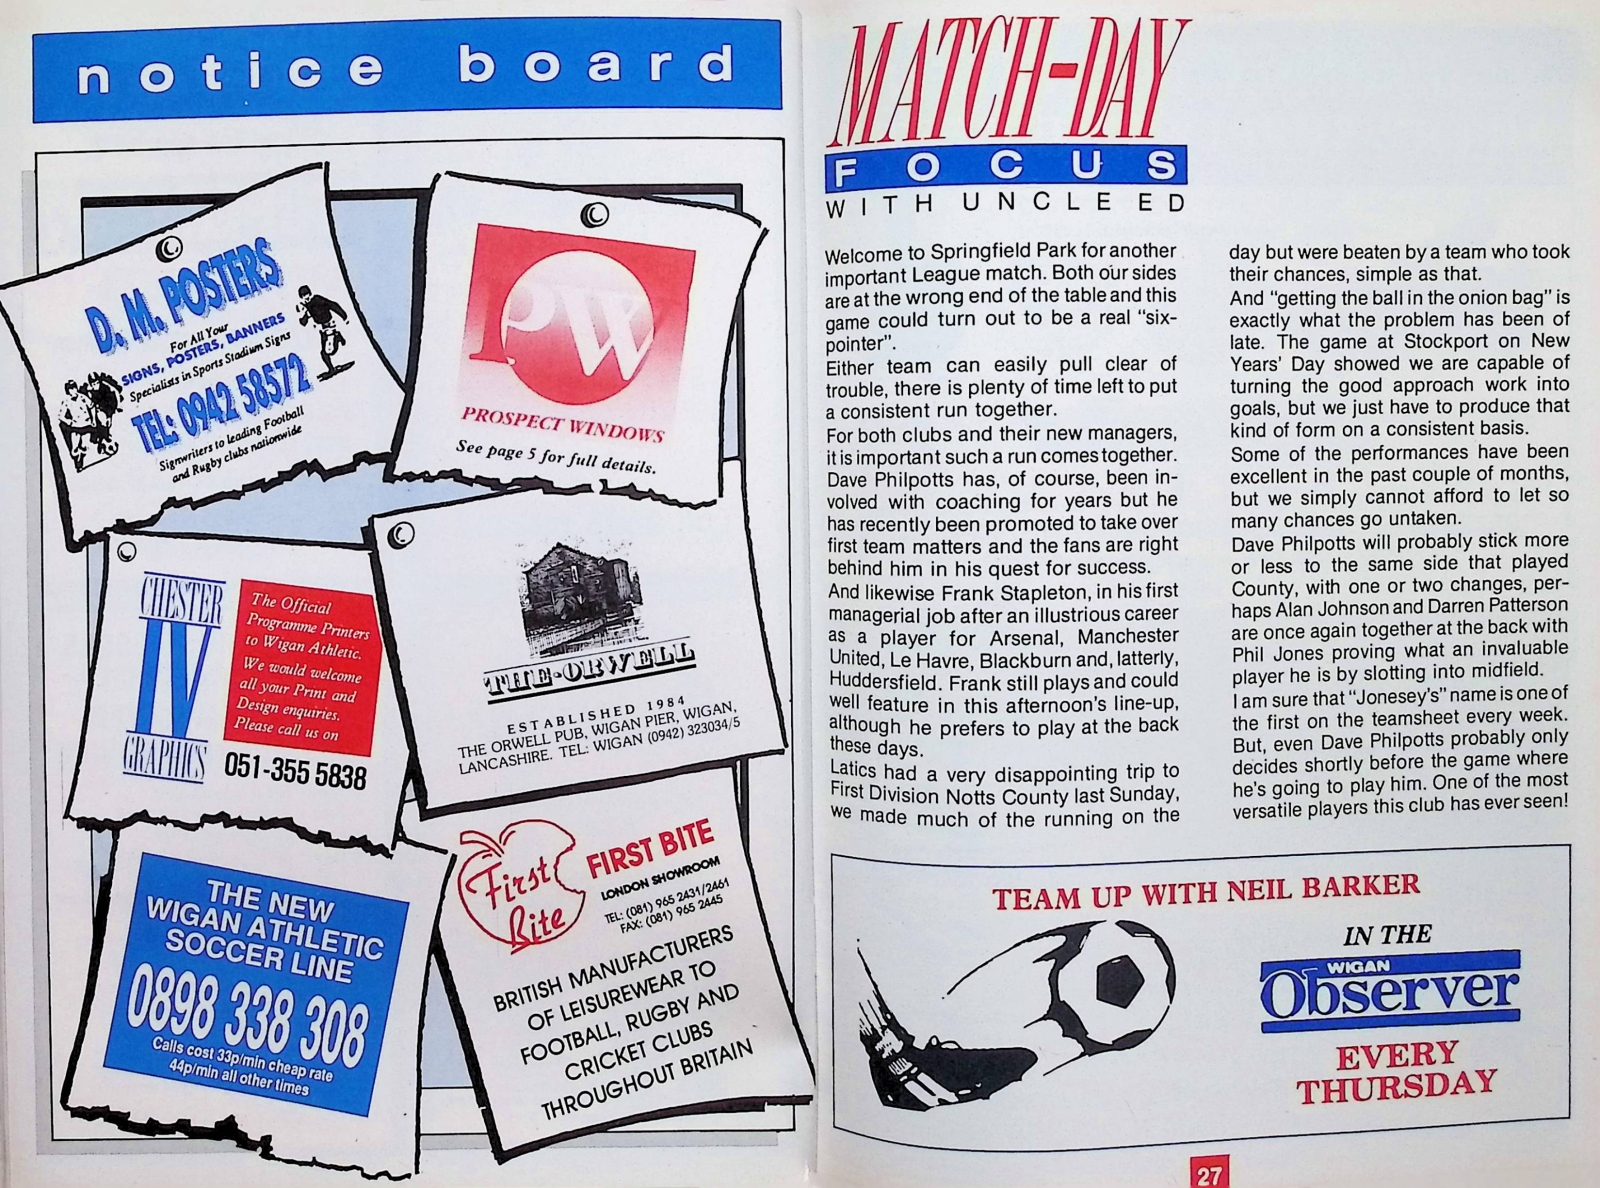 notice board
D. M. POSTERS
For All Your
SIGNS, POSTERS, BANNERS
Specialists in Sports Stadium Signs
TEL: 0942 58572
Signwriters to leading Football
and Rugby clubs nationwide
PW
PROSPECT WINDOWS
See page 5 for full details.
CHESTER
IV
GRAPHICS
The Official
Programme Printers
to Wigan Athletic.
We would welcome
all your Print and
Design enquiries.
Please call us on
051-355 5838
THE·ORWELL
ESTABLISHED 1984
THE ORWELL PUB, WIGAN PIER, WIGAN,
LANCASHIRE. TEL: WIGAN (0942) 323034/5
THE NEW
WIGAN ATHLETIC
SOCCER LINE
0898 338 308
Calls cost 33p/min cheap rate
44p/min all other times
First
Bite
FIRST BITE
LONDON SHOWROOM
TEL: (081) 965 2431/2461
FAX: (081) 965 2445
BRITISH MANUFACTURERS
OF LEISUREWEAR TO
FOOTBALL, RUGBY AND
CRICKET CLUBS
THROUGHOUT BRITAIN
MATCH-DAY
FOCUS
WITH UNCLE ED
Welcome to Springfield Park for another
important League match. Both our sides
are at the wrong end of the table and this
game could turn out to be a real “six-
pointer”.
Either team can easily pull clear of
trouble, there is plenty of time left to put
a consistent run together.
For both clubs and their new managers,
it is important such a run comes together.
Dave Philpotts has, of course, been in-
volved with coaching for years but he
has recently been promoted to take over
first team matters and the fans are right
behind him in his quest for success.
And likewise Frank Stapleton, in his first
managerial job after an illustrious career
as a player for Arsenal, Manchester
United, Le Havre, Blackburn and, latterly,
Huddersfield. Frank still plays and could
well feature in this afternoon’s line-up,
although he prefers to play at the back
these days.
Latics had a very disappointing trip to
First Division Notts County last Sunday,
we made much of the running on the
day but were beaten by a team who took
their chances, simple as that.
And “getting the ball in the onion bag” is
exactly what the problem has been of
late. The game at Stockport on New
Years’ Day showed we are capable of
turning the good approach work into
goals, but we just have to produce that
kind of form on a consistent basis.
Some of the performances have been
excellent in the past couple of months,
but we simply cannot afford to let so
many chances go untaken.
Dave Philpotts will probably stick more
or less to the same side that played
County, with one or two changes, per-
haps Alan Johnson and Darren Patterson
are once again together at the back with
Phil Jones proving what an invaluable
player he is by slotting into midfield.
I am sure that “Jonesey’s” name is one of
the first on the teamsheet every week.
But, even Dave Philpotts probably only
decides shortly before the game where
he’s going to play him. One of the most
versatile players this club has ever seen!
TEAM UP WITH NEIL BARKER
IN THE
WIGAN
Observer
EVERY
THURSDAY
27